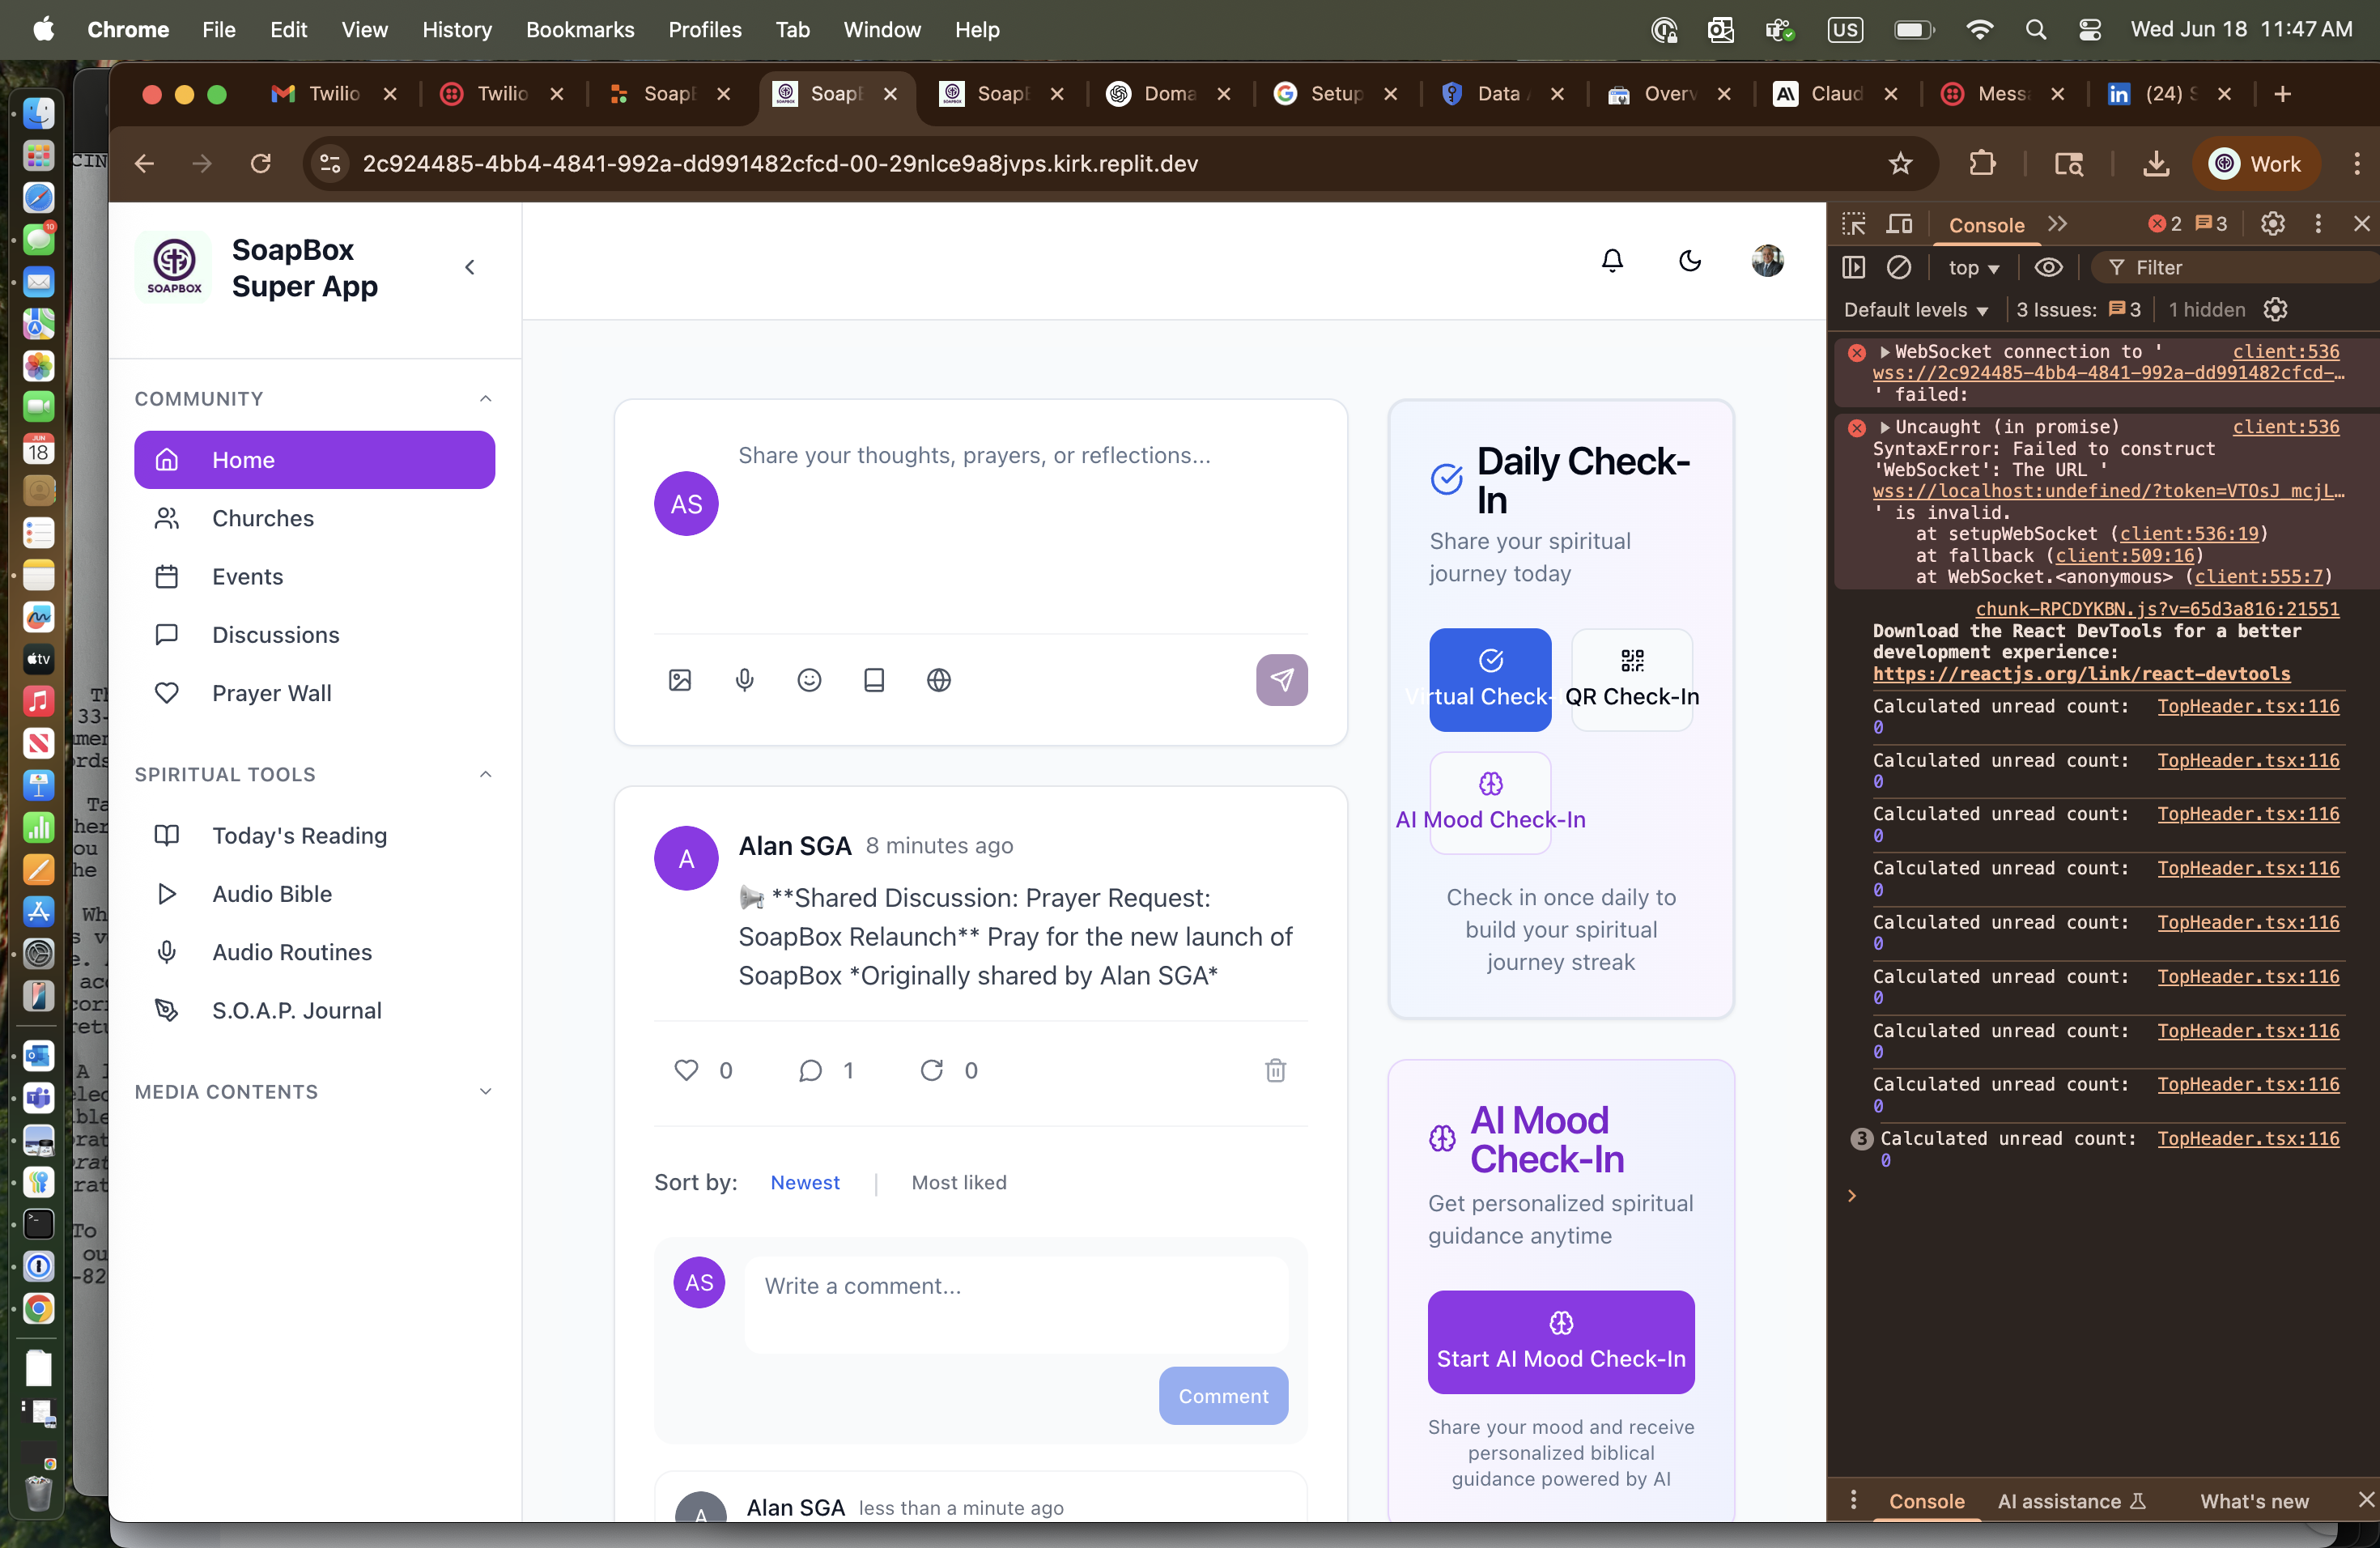 Chrome File Edit View History Bookmarks Profiles Tab Window Help US Wed Jun 18 11:47 AM
Twilio Twilio SoapB SoapB SoapB Doma Setup Data Overv Claud Mess (24)
2c924485-4bb4-4841-992a-dd991482cfcd-00-29nlce9a8jvps.kirk.replit.dev Work
SOAPBOX
SoapBox
Super App
COMMUNITY
Home
Churches
Events
Discussions
Prayer Wall
SPIRITUAL TOOLS
Today's Reading
Audio Bible
Audio Routines
S.O.A.P. Journal
MEDIA CONTENTS
AS
Share your thoughts, prayers, or reflections...
A
Alan SGA 8 minutes ago
**Shared Discussion: Prayer Request:
SoapBox Relaunch** Pray for the new launch of
SoapBox *Originally shared by Alan SGA*
0 1 0
Sort by: Newest | Most liked
AS
Write a comment...
Comment
A
Alan SGA less than a minute ago
Daily Check-
In
Share your spiritual
journey today
Virtual Check-
QR Check-In
AI Mood Check-In
Check in once daily to
build your spiritual
journey streak
AI Mood
Check-In
Get personalized spiritual
guidance anytime
Start AI Mood Check-In
Share your mood and receive
personalized biblical
guidance powered by AI
Console 2 3
top Filter
Default levels 3 Issues: 3 1 hidden
WebSocket connection to ' client:536
wss://2c924485-4bb4-4841-992a-dd991482cfcd-…
' failed:
Uncaught (in promise) client:536
SyntaxError: Failed to construct
'WebSocket': The URL '
wss://localhost:undefined/?token=VTOsJ_mcjL…
' is invalid.
at setupWebSocket (client:536:19)
at fallback (client:509:16)
at WebSocket.<anonymous> (client:555:7)
chunk-RPCDYKBN.js?v=65d3a816:21551
Download the React DevTools for a better
development experience:
https://reactjs.org/link/react-devtools
Calculated unread count: TopHeader.tsx:116
0
Calculated unread count: TopHeader.tsx:116
0
Calculated unread count: TopHeader.tsx:116
0
Calculated unread count: TopHeader.tsx:116
0
Calculated unread count: TopHeader.tsx:116
0
Calculated unread count: TopHeader.tsx:116
0
Calculated unread count: TopHeader.tsx:116
0
Calculated unread count: TopHeader.tsx:116
0
3 Calculated unread count: TopHeader.tsx:116
0
Console AI assistance What's new
10
JUN
18
tv